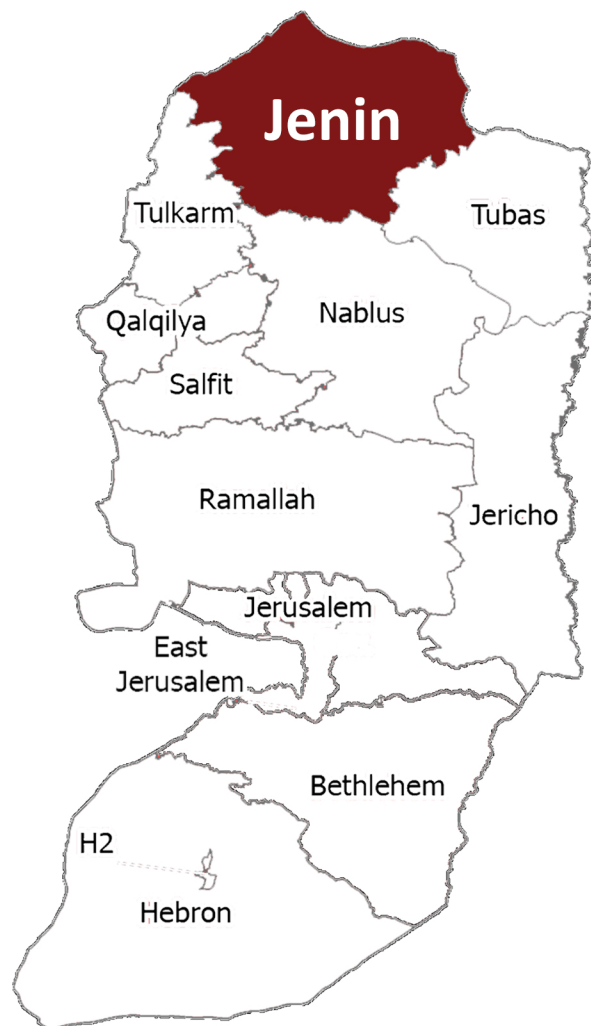 Jenin
Tulkarm
Tubas
Qalqilya
Nablus
Salfit
Ramallah
Jericho
Jerusalem
East
Jerusalem
Bethlehem
H2
Hebron